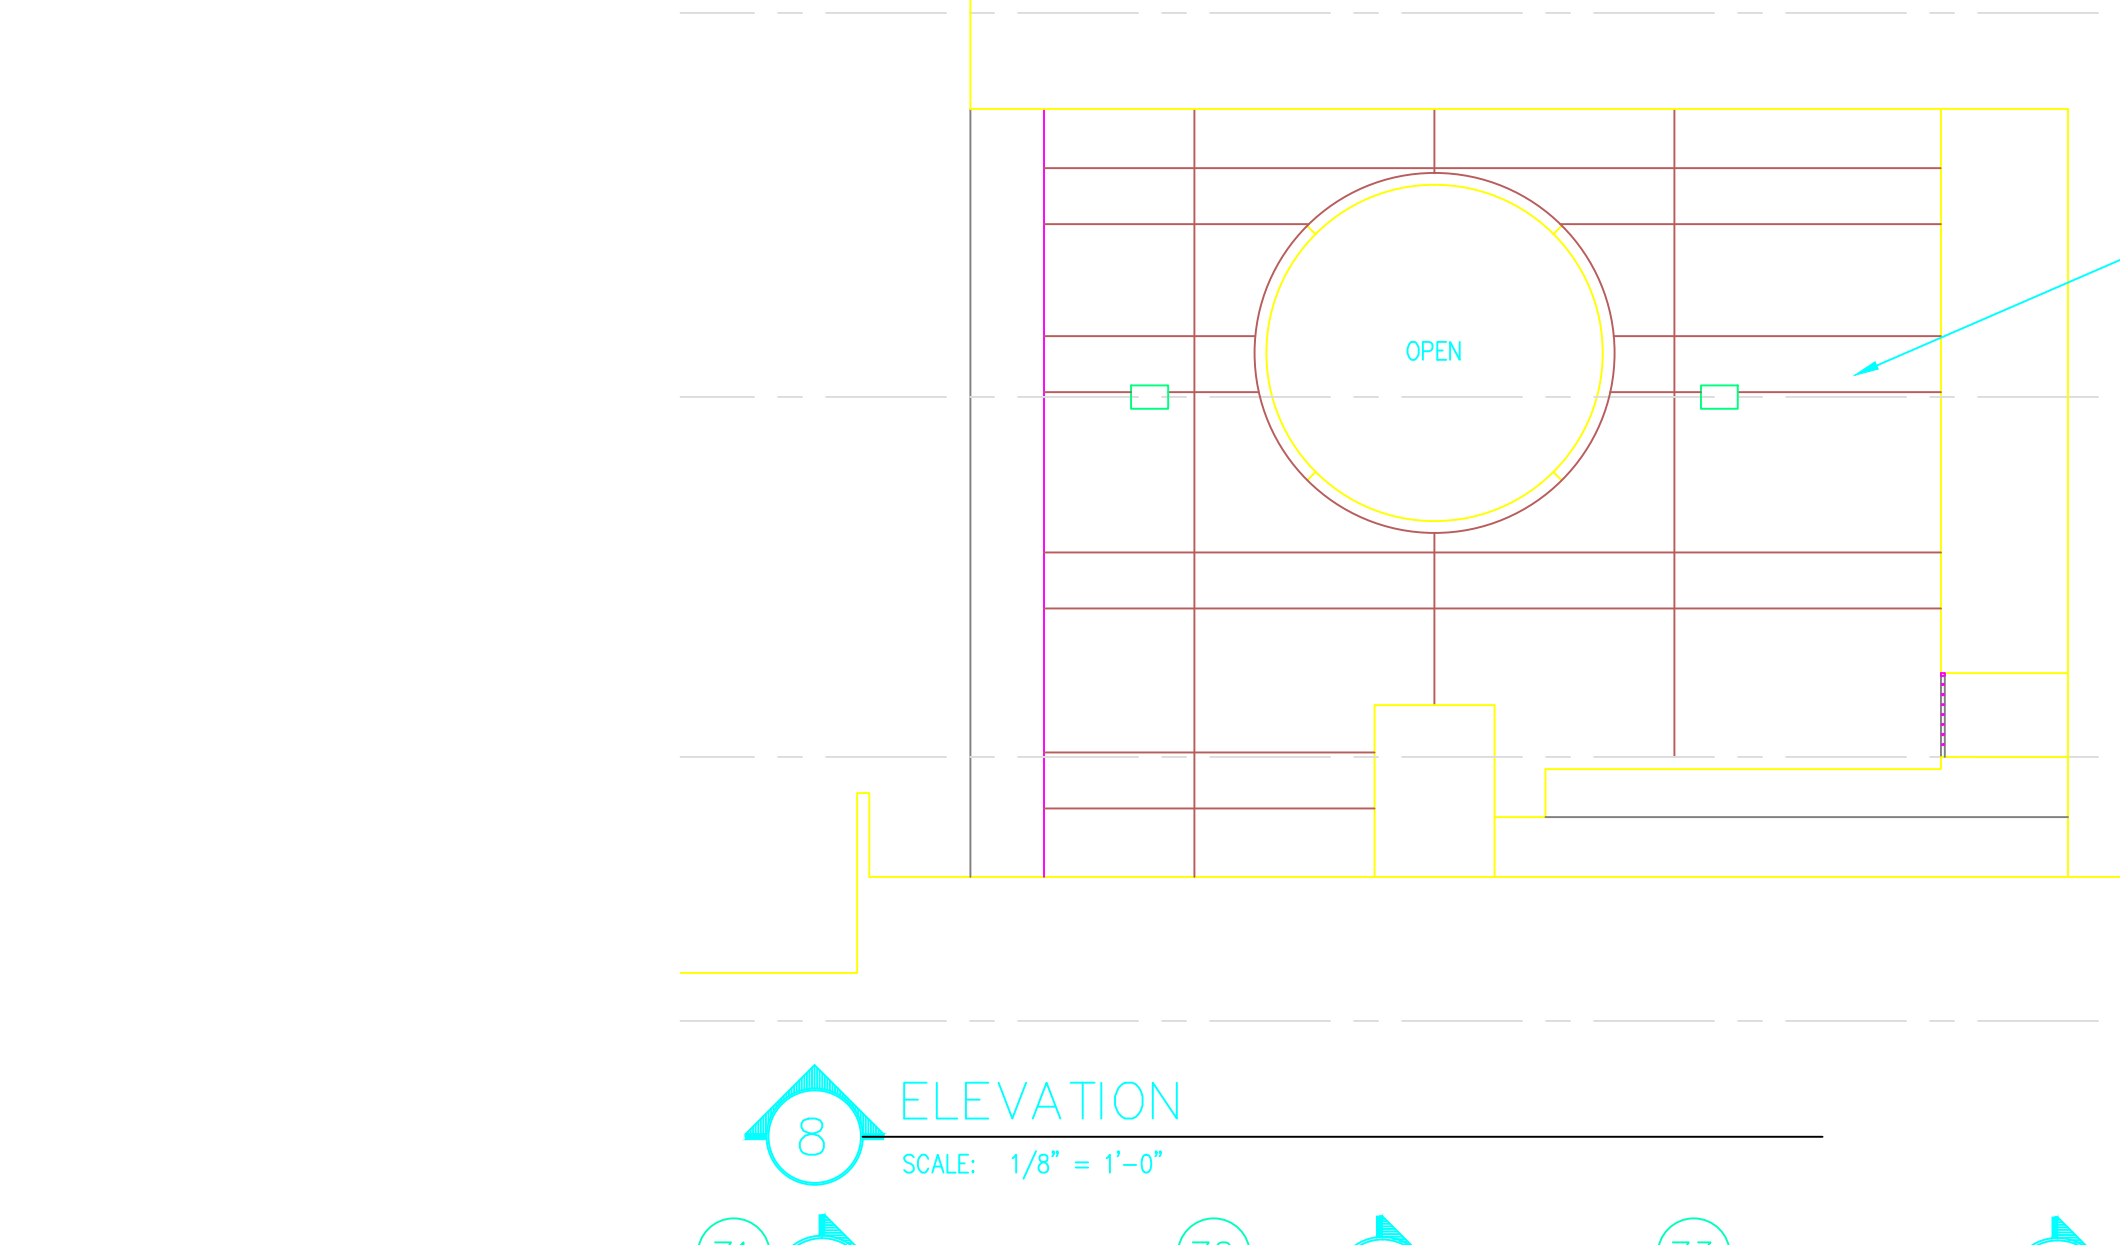 OPEN
8
ELEVATION
SCALE: 1/8" = 1'-0"